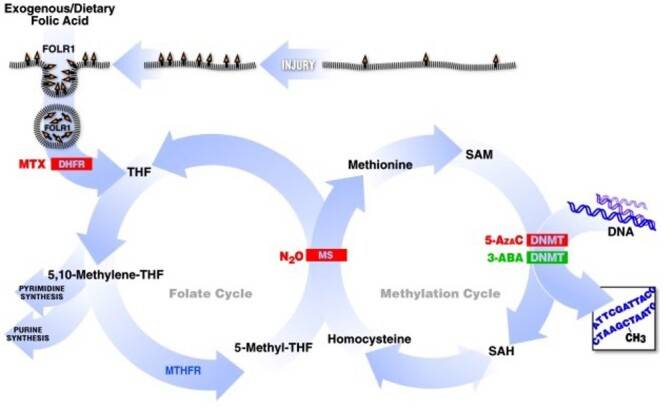 Exogenous/Dietary
Folic Acid
FOLR1
INJURY
FOLR1
MTX DHFR
THF
Methionine
SAM
5-AZAC DNMT
3-ABA DNMT
DNA
N2O MS
5,10-Methylene-THF
PYRIMIDINE
SYNTHESIS
PURINE
SYNTHESIS
Folate Cycle
Methylation Cycle
ATTCGATTACC
CTAAGCTAATG
CH3
5-Methyl-THF
Homocysteine
SAH
MTHFR